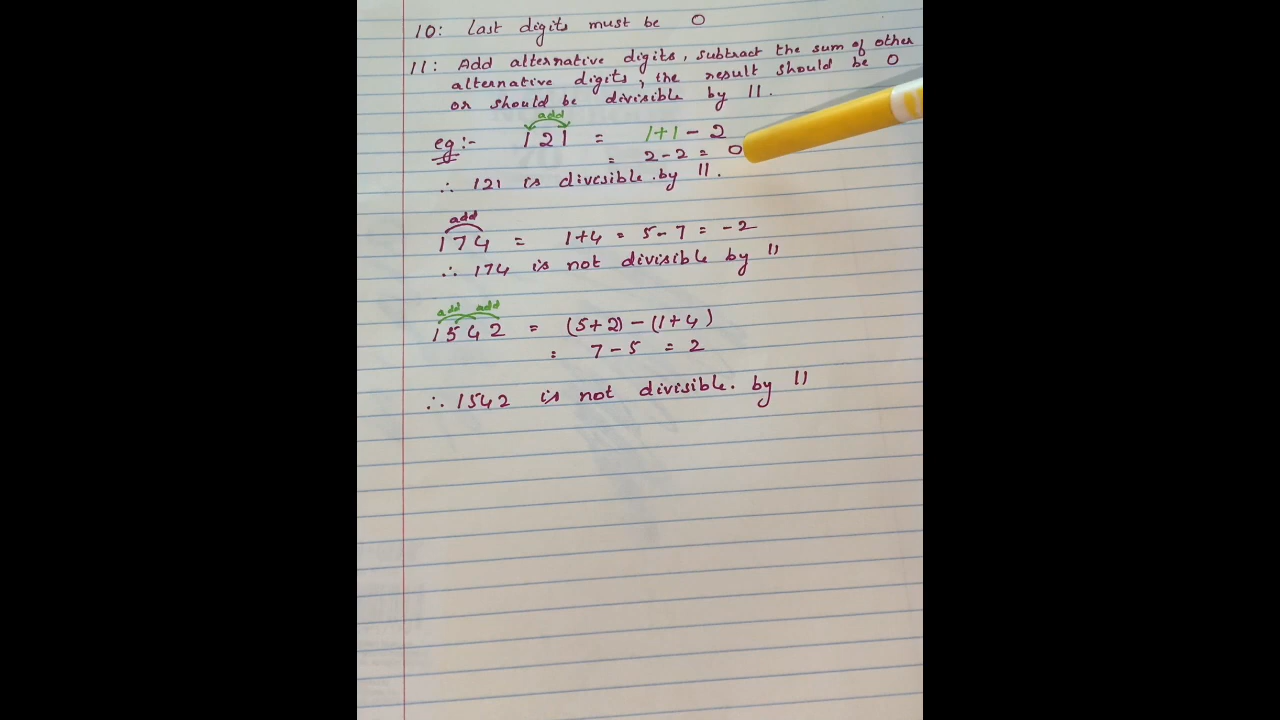 10: Last digits must be 0
11: Add alternative digits, subtract the sum of other
alternative digits, the result should be 0
or should be divisible by 11.
add
eg:- 121 = 1+1 - 2
= 2-2 = 0
∴ 121 is divesible.by 11.
add
174 = 1+4 = 5-7 = -2
∴ 174 is not divisible by 11
add add
1542 = (5+2) - (1+4)
= 7-5 = 2
∴ 1542 is not divisible. by 11